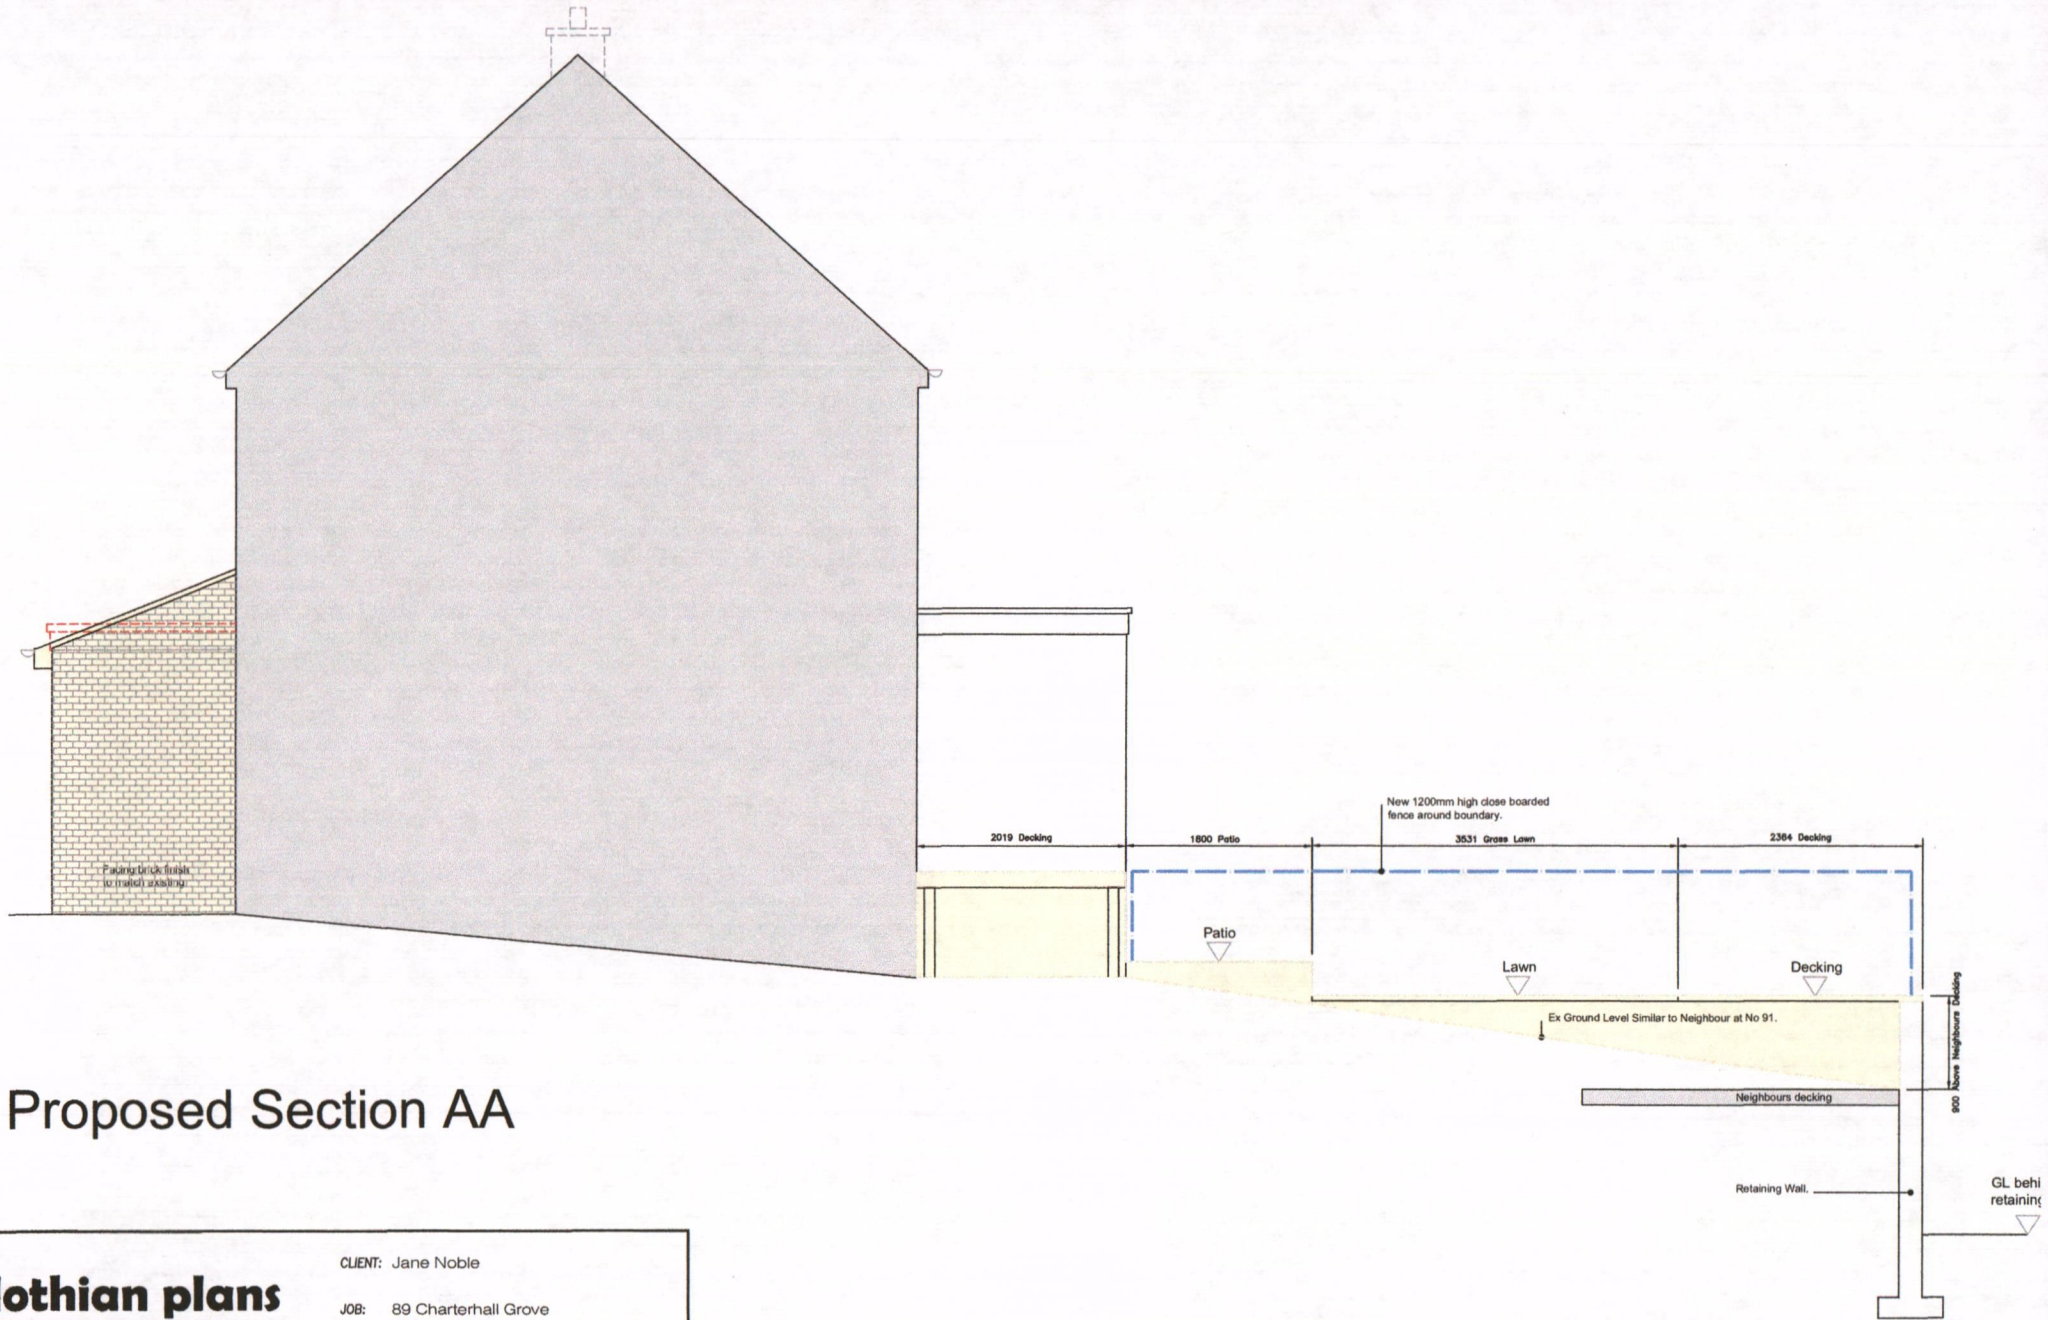 New 1200mm high close boarded
fence around boundary.
2019 Decking
1800 Patio
3531 Grass Lawn
2364 Decking
Facing brick finish
to match existing.
Patio
Lawn
Decking
Ex Ground Level Similar to Neighbour at No 91.
900 Above Neighbours Decking
Neighbours decking
Proposed Section AA
Retaining Wall.
GL behi
retaining
CLIENT: Jane Noble
lothian plans
JOB: 89 Charterhall Grove